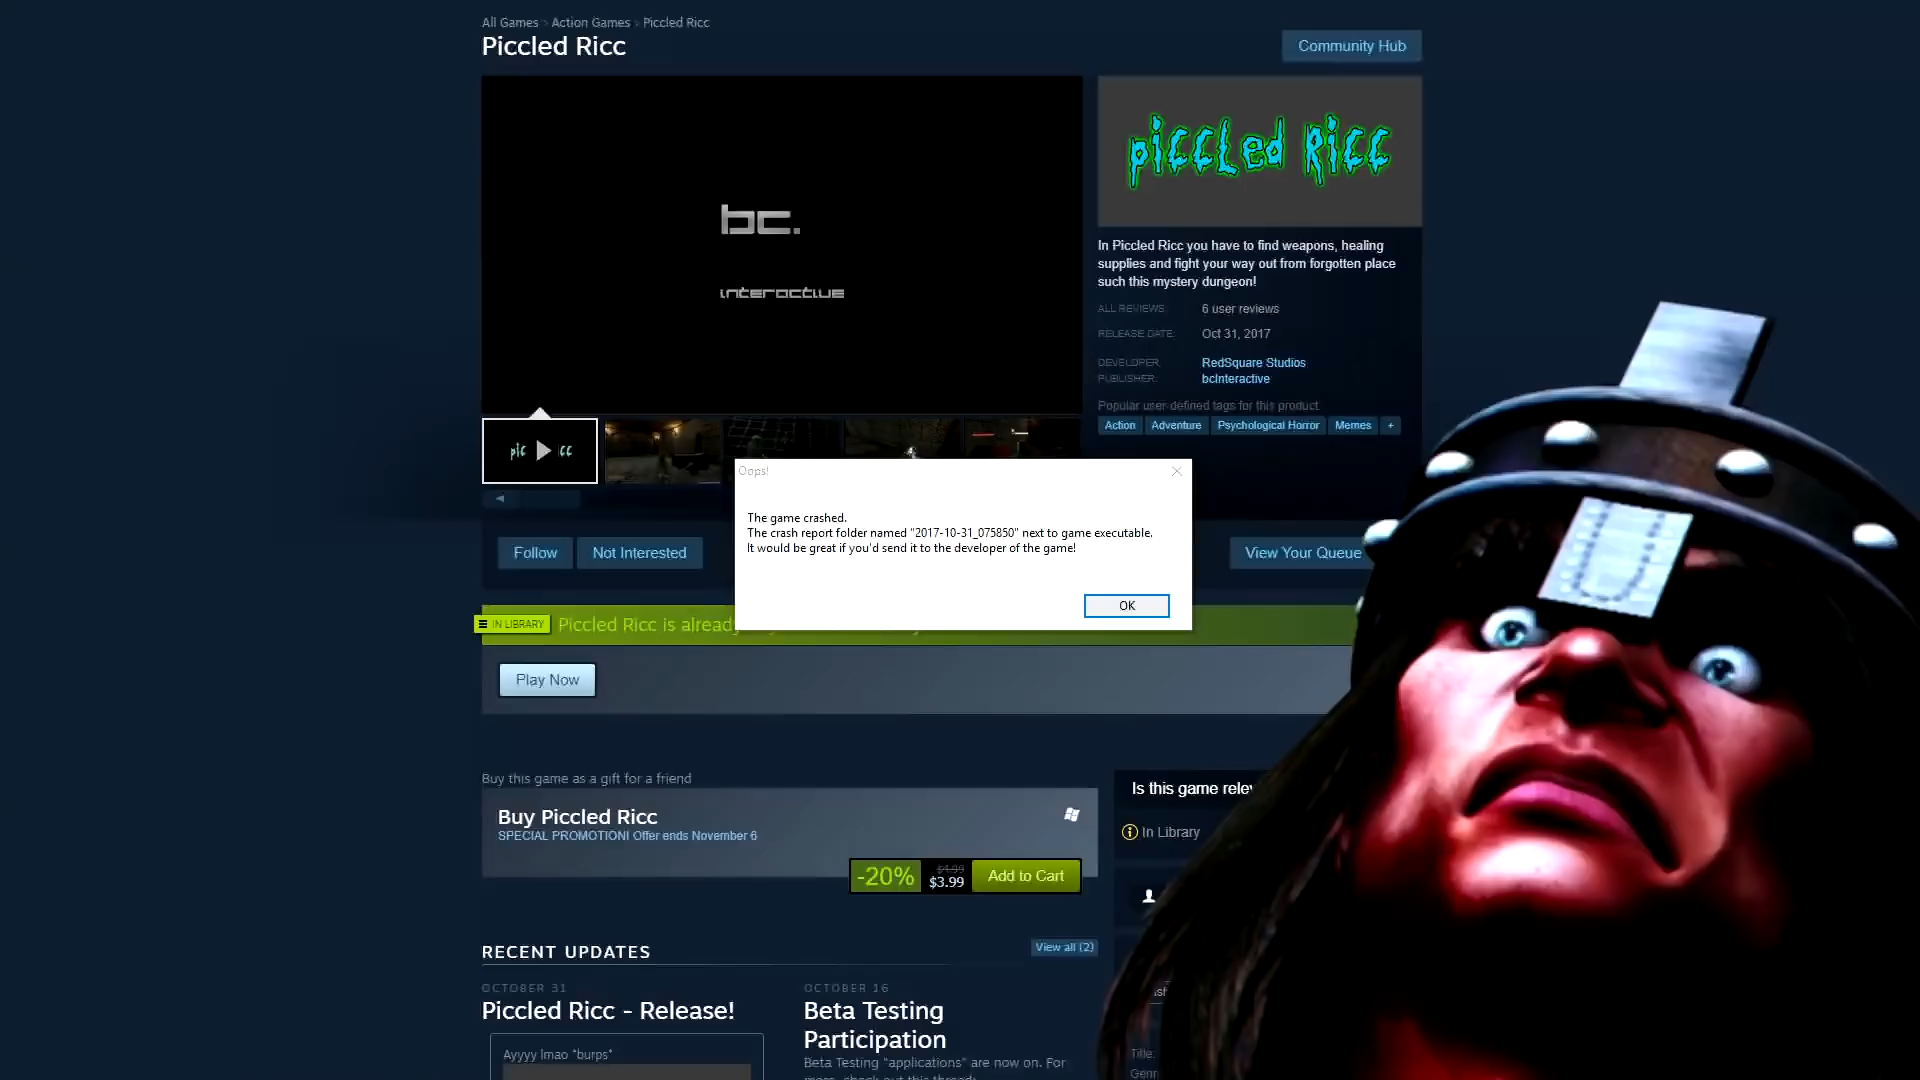 All Games > Action Games > Piccled Ricc
Piccled Ricc
Community Hub
bc.
interactive
piccled Ricc
In Piccled Ricc you have to find weapons, healing
supplies and fight your way out from forgotten place
such this mystery dungeon!
ALL REVIEWS: 6 user reviews
RELEASE DATE: Oct 31, 2017
DEVELOPER: RedSquare Studios
PUBLISHER: bcInteractive
Popular user-defined tags for this product:
Action Adventure Psychological Horror Memes +
Oops!
The game crashed.
The crash report folder named "2017-10-31_075850" next to game executable.
It would be great if you'd send it to the developer of the game!
OK
Follow Not Interested View Your Queue
IN LIBRARY Piccled Ricc is already
Play Now
Buy this game as a gift for a friend
Buy Piccled Ricc
SPECIAL PROMOTION! Offer ends November 6
-20% $4.99 $3.99 Add to Cart
Is this game
In Library
RECENT UPDATES
View all (2)
OCTOBER 31
Piccled Ricc - Release!
Ayyyy lmao *burps*
OCTOBER 16
Beta Testing
Participation
Beta Testing "applications" are now on. For
Title: